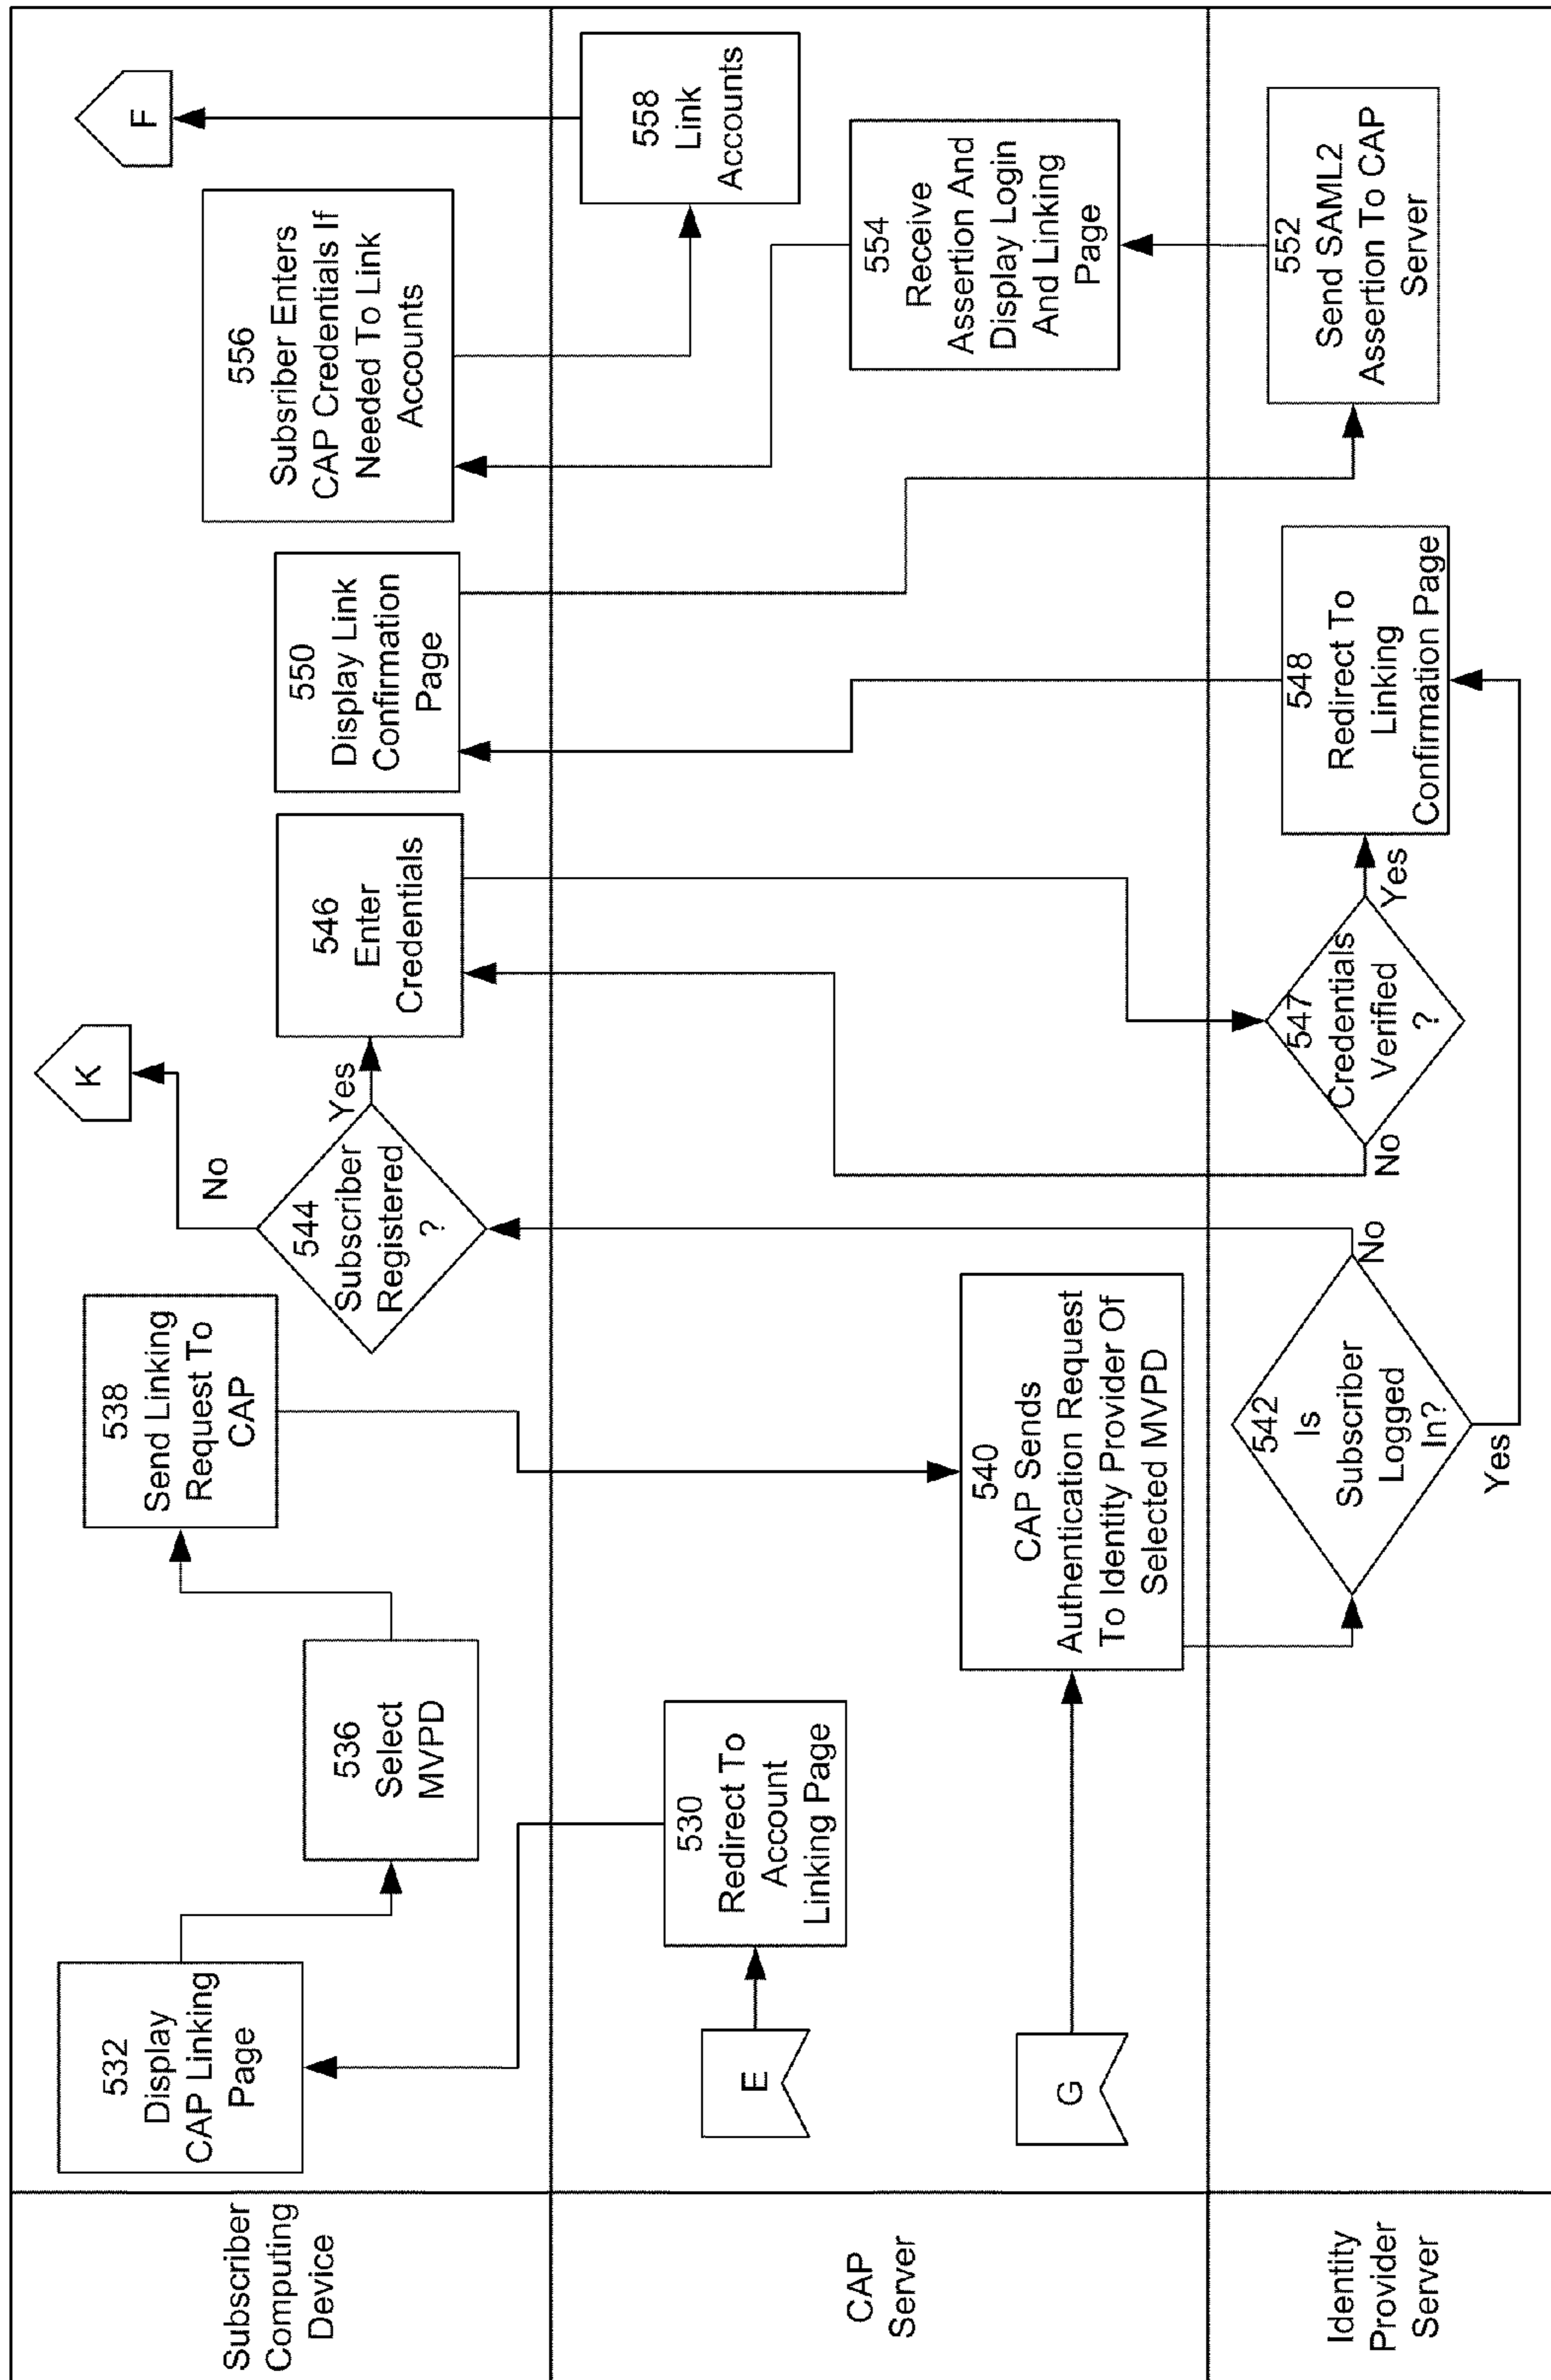 Subscriber
Computing
Device
532
Display
CAP Linking
Page
536
Select
MVPD
538
Send Linking
Request To
CAP
544
Subscriber
Registered
?
No
Yes
K
546
Enter
Credentials
550
Display Link
Confirmation
Page
556
Subsriber Enters
CAP Credentials If
Needed To Link
Accounts
F
CAP
Server
E
530
Redirect To
Account
Linking Page
G
540
CAP Sends
Authentication Request
To Identity Provider Of
Selected MVPD
554
Receive
Assertion And
Display Login
And Linking
Page
558
Link
Accounts
Identity
Provider
Server
542
Is
Subscriber
Logged
In?
No
Yes
547
Credentials
Verified
?
No
Yes
548
Redirect To
Linking
Confirmation Page
552
Send SAML2
Assertion To CAP
Server